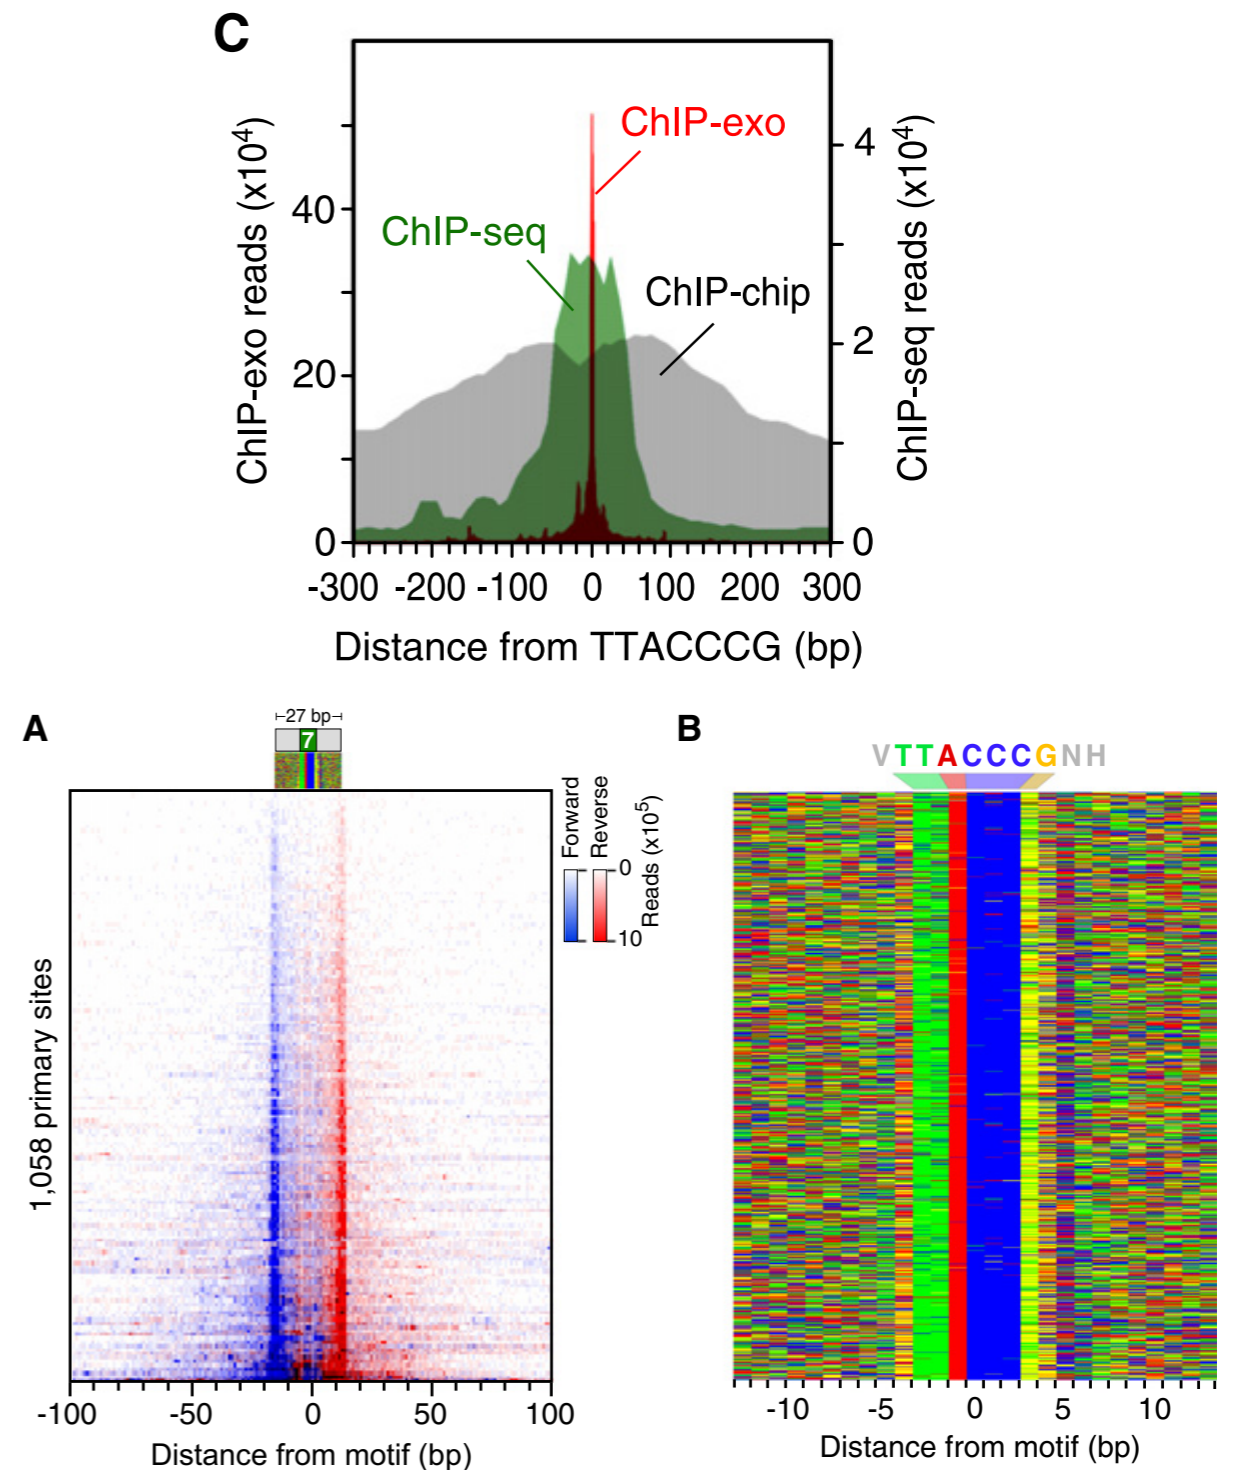 C
ChIP-exo reads (x10⁴)
40
20
0
ChIP-exo
ChIP-seq
ChIP-chip
4
2
0
ChIP-seq reads (x10⁴)
-300 -200 -100 0 100 200 300
Distance from TTACCCG (bp)
A
27 bp
7
Forward
Reverse
0
10
Reads (x10⁵)
1,058 primary sites
-100 -50 0 50 100
Distance from motif (bp)
B
VTTACCCGNH
-10 -5 0 5 10
Distance from motif (bp)